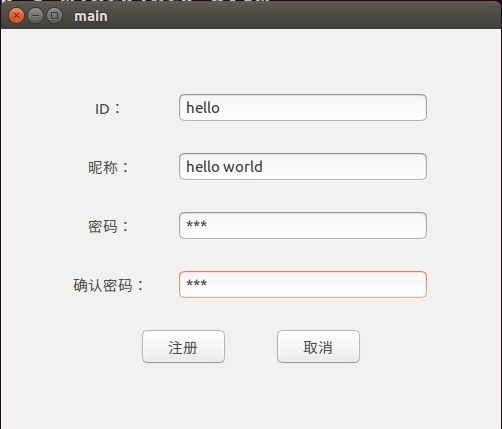 main
ID：
hello
昵称：
hello world
密码：
***
确认密码：
***
注册
取消